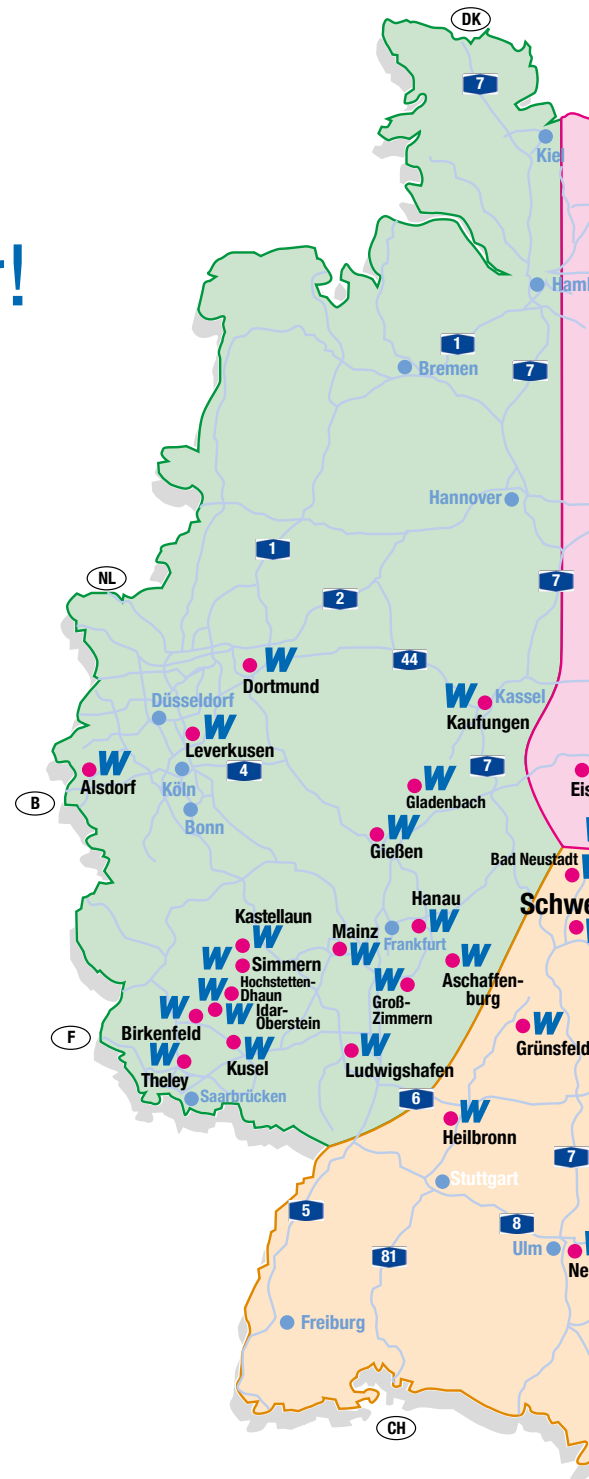 DK
7
Kiel
!
Hamb
1
7
Bremen
Hannover
1
7
NL
2
44
W
Dortmund
W
Kassel
Kaufungen
Düsseldorf
W
Leverkusen
7
W
Alsdorf
4
Köln
Eis
W
Gladenbach
B
Bonn
W
Gießen
Bad Neustadt
W
Hanau
W
Schwe
Kastellaun
W
Mainz
W
Frankfurt
W
Simmern
W
Aschaffen-
burg
W
Hochstetten-
Dhaun
W
Groß-
Zimmern
W
Idar-
Oberstein
W
Birkenfeld
W
Grünsfeld
F
W
Kusel
W
Ludwigshafen
W
Theley
Saarbrücken
6
W
Heilbronn
7
Stuttgart
5
8
81
Ulm
Ne
Freiburg
CH